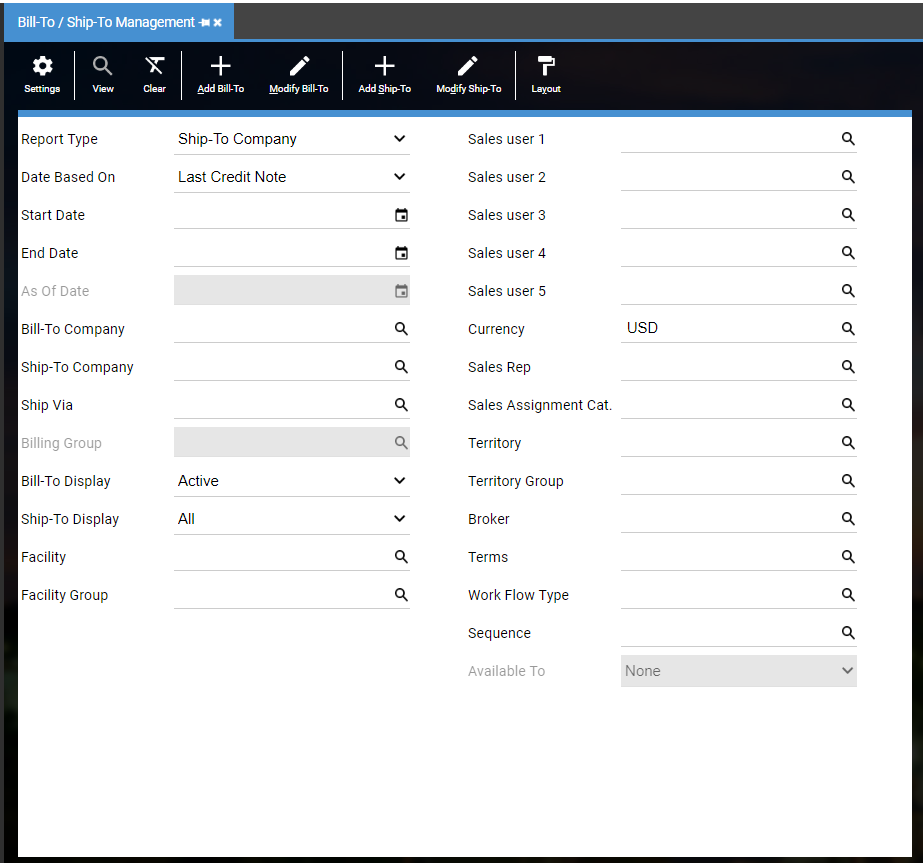 Bill-To / Ship-To Management
Settings View Clear Add Bill-To Modify Bill-To Add Ship-To Modify Ship-To Layout
Report Type Ship-To Company
Date Based On Last Credit Note
Start Date
End Date
As Of Date
Bill-To Company
Ship-To Company
Ship Via
Billing Group
Bill-To Display Active
Ship-To Display All
Facility
Facility Group
Sales user 1
Sales user 2
Sales user 3
Sales user 4
Sales user 5
Currency USD
Sales Rep
Sales Assignment Cat.
Territory
Territory Group
Broker
Terms
Work Flow Type
Sequence
Available To None